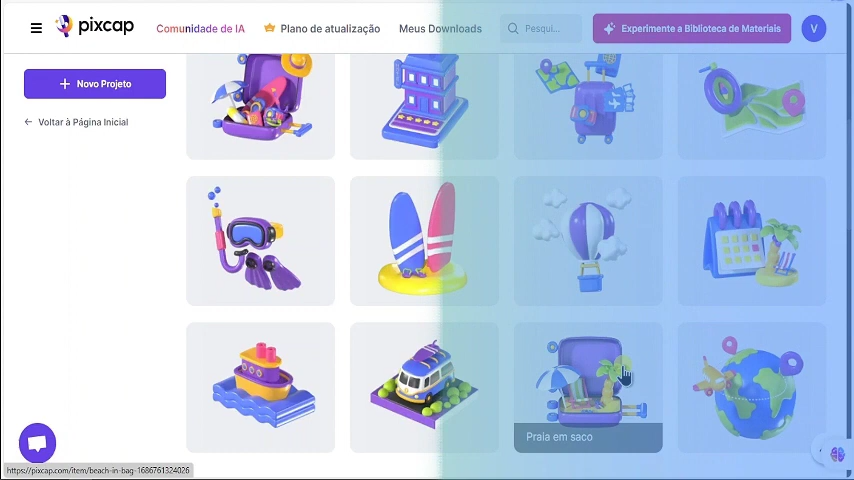 pixcap
Comunidade de IA
Plano de atualização
Meus Downloads
Pesqui...
Experimente a Biblioteca de Materiais
V
Novo Projeto
Voltar à Página Inicial
Praia em saco
https://pixcap.com/item/beach-in-bag-1686761324026